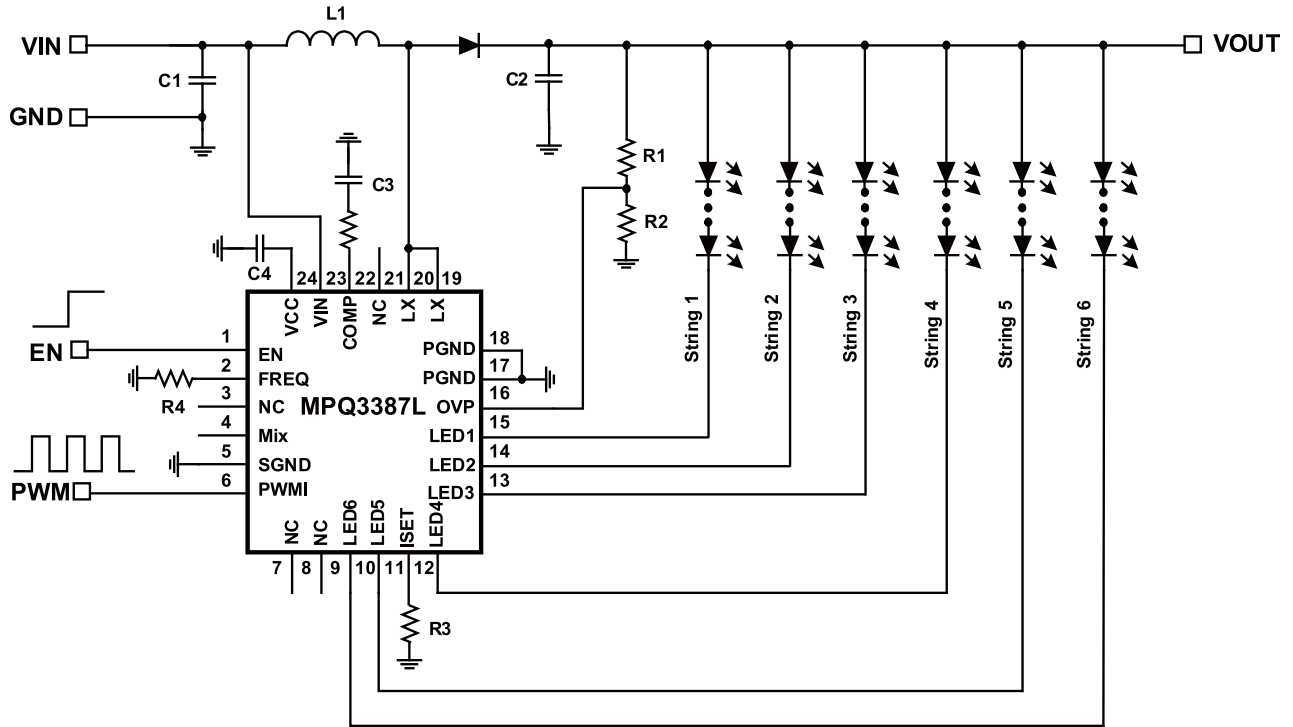 L1
VIN
VOUT
C1
C2
GND
C3
R1
R2
C4
24 23 22 21 20 19
VCC
VIN
COMP
NC
LX
LX
String 1
String 2
String 3
String 4
String 5
String 6
EN
1
EN
2
FREQ
R4
3
NC
4
Mix
5
SGND
PWM
6
PWMI
MPQ3387L
18
PGND
17
PGND
16
OVP
15
LED1
14
LED2
13
LED3
NC
NC
LED6
LED5
ISET
LED4
7 8 9 10 11 12
R3